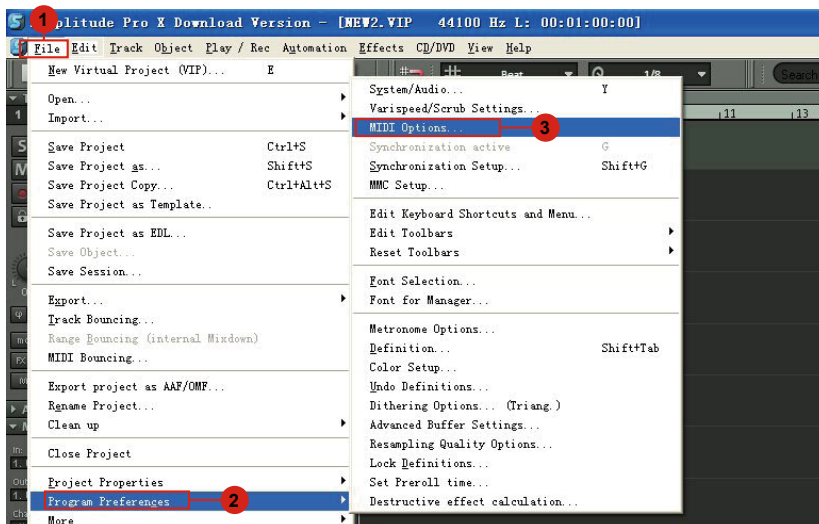 plitude Pro X Download Version - [NEW2.VIP 44100 Hz L: 00:01:00:00]
1
File Edit Track Object Play / Rec Automation Effects CD/DVD View Help
Beat 1/8 Search
11 13
New Virtual Project (VIP)... E
Open...
Import...
Save Project Ctrl+S
Save Project as... Shift+S
Save Project Copy... Ctrl+Alt+S
Save Project as Template..
Save Project as EDL...
Save Object...
Save Session...
Export...
Track Bouncing...
Range Bouncing (internal Mixdown)
MIDI Bouncing...
Export project as AAF/OMF...
Rename Project...
Clean up
Close Project
Project Properties
Program Preferences 2
More
System/Audio... Y
Varispeed/Scrub Settings...
MIDI Options... 3
Synchronization active G
Synchronization Setup... Shift+G
MMC Setup...
Edit Keyboard Shortcuts and Menu...
Edit Toolbars
Reset Toolbars
Font Selection...
Font for Manager...
Metronome Options...
Definition... Shift+Tab
Color Setup...
Undo Definitions...
Dithering Options... (Triang.)
Advanced Buffer Settings...
Resampling Quality Options...
Lock Definitions...
Set Preroll time...
Destructive effect calculation...